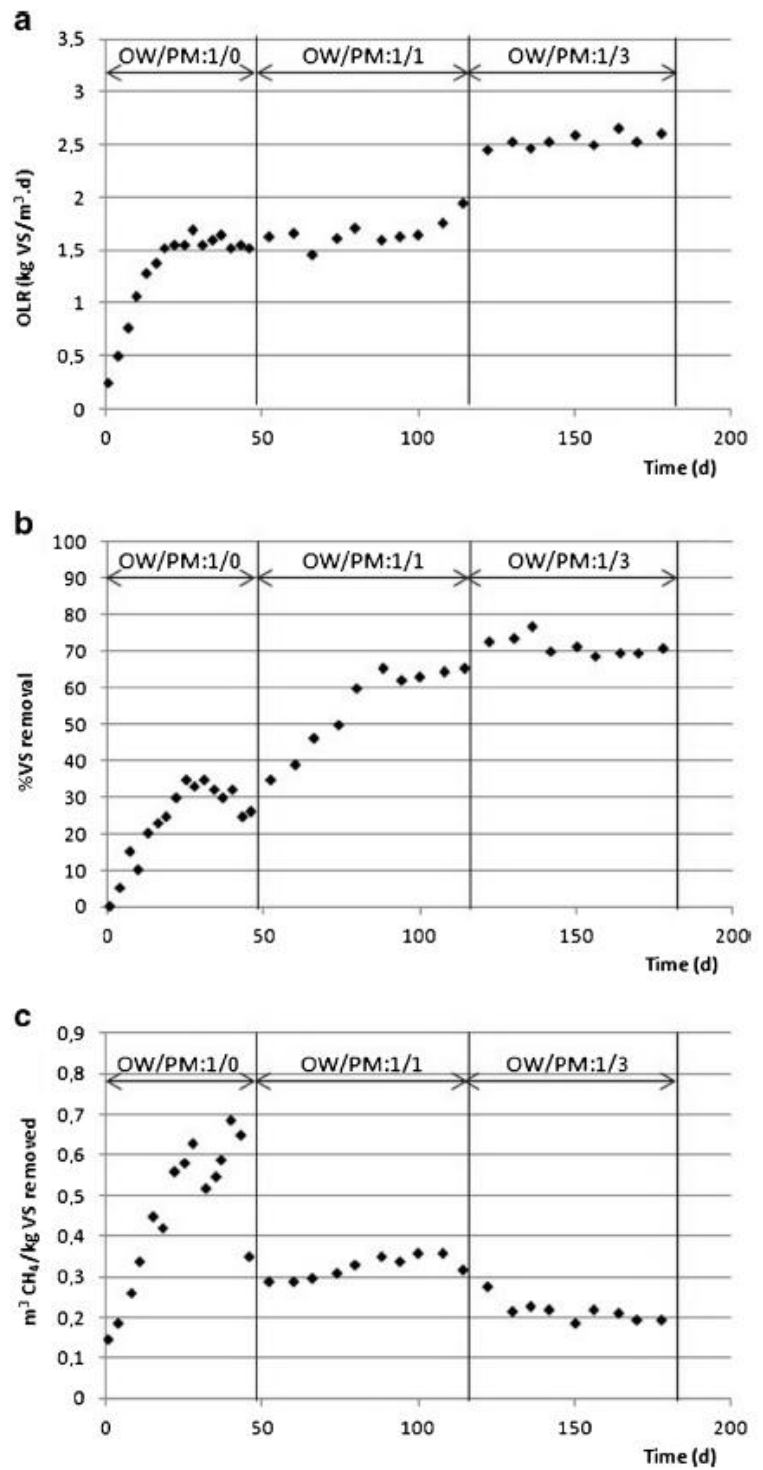 a
3,5
OW/PM:1/0 OW/PM:1/1 OW/PM:1/3
3
2,5
2
1,5
1
0,5
0
OLR (kg VS/m³.d)
0 50 100 150 200
Time (d)
b
100
OW/PM:1/0 OW/PM:1/1 OW/PM:1/3
90
80
70
60
50
40
30
20
10
0
%VS removal
0 50 100 150 200
Time (d)
c
0,9
OW/PM:1/0 OW/PM:1/1 OW/PM:1/3
0,8
0,7
0,6
0,5
0,4
0,3
0,2
0,1
0
m³ CH₄/kg VS removed
0 50 100 150 200
Time (d)